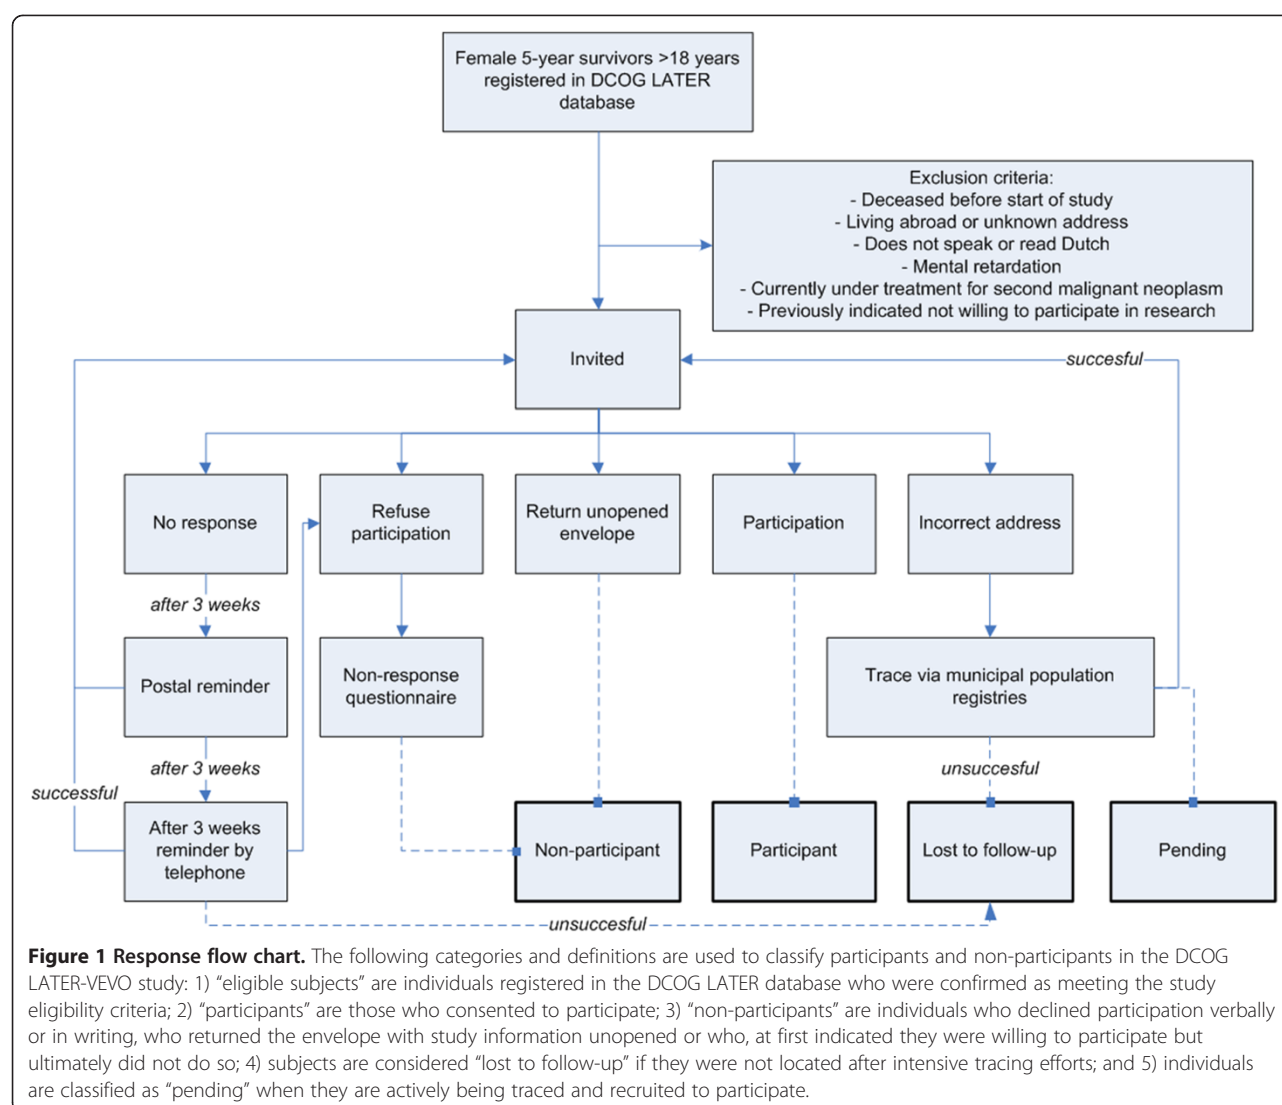 Female 5-year survivors >18 years
registered in DCOG LATER
database
Exclusion criteria:
- Deceased before start of study
- Living abroad or unknown address
- Does not speak or read Dutch
- Mental retardation
- Currently under treatment for second malignant neoplasm
- Previously indicated not willing to participate in research
Invited
succesful
No response
Refuse
participation
Return unopened
envelope
Participation
Incorrect address
after 3 weeks
Postal reminder
Non-response
questionnaire
Trace via municipal population
registries
after 3 weeks
unsuccesful
successful
After 3 weeks
reminder by
telephone
Non-participant
Participant
Lost to follow-up
Pending
unsuccesful
Figure 1 Response flow chart. The following categories and definitions are used to classify participants and non-participants in the DCOG
LATER-VEVO study: 1) “eligible subjects” are individuals registered in the DCOG LATER database who were confirmed as meeting the study
eligibility criteria; 2) “participants” are those who consented to participate; 3) “non-participants” are individuals who declined participation verbally
or in writing, who returned the envelope with study information unopened or who, at first indicated they were willing to participate but
ultimately did not do so; 4) subjects are considered “lost to follow-up” if they were not located after intensive tracing efforts; and 5) individuals
are classified as “pending” when they are actively being traced and recruited to participate.